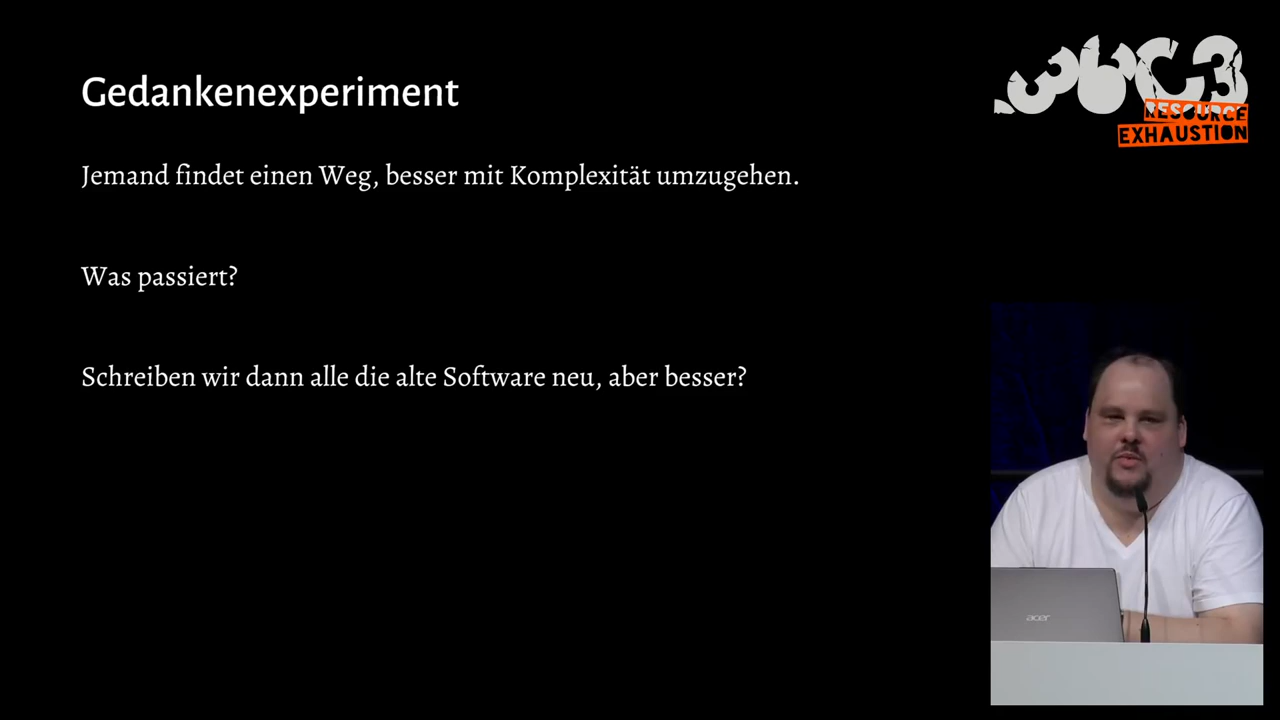 Gedankenexperiment
36C3
RESOURCE
EXHAUSTION
Jemand findet einen Weg, besser mit Komplexität umzugehen.
Was passiert?
Schreiben wir dann alle die alte Software neu, aber besser?
acer